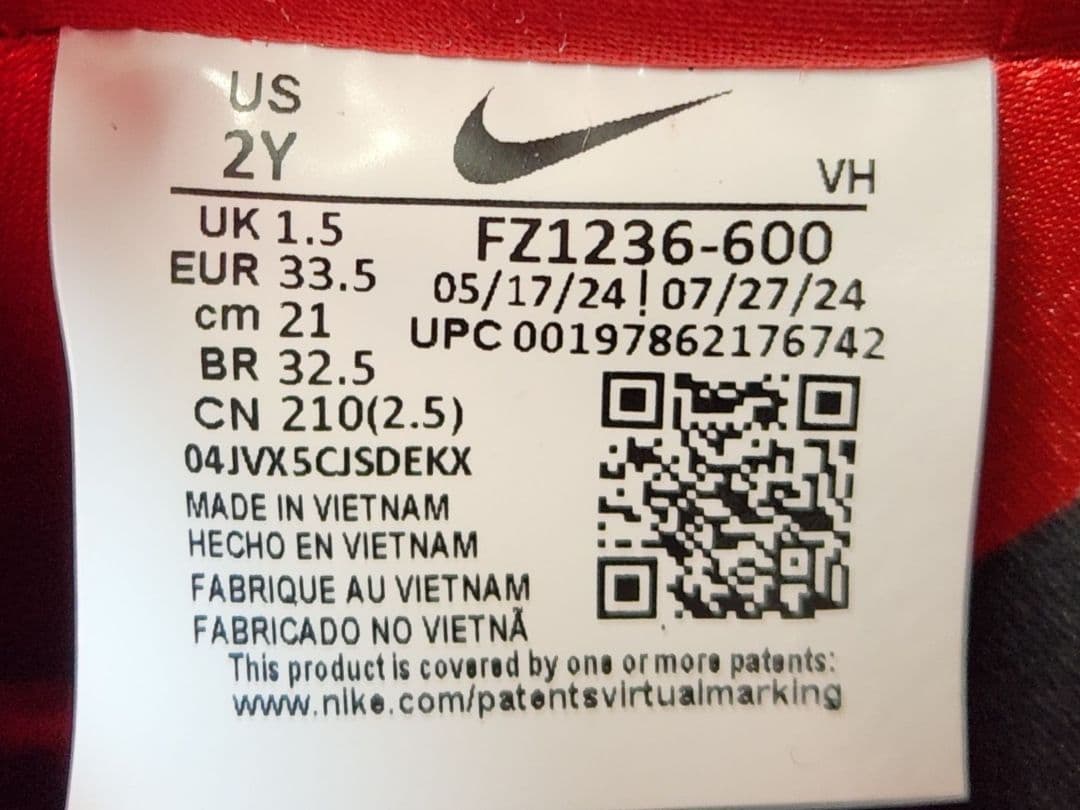 US
2Y
VH
UK 1.5
EUR 33.5
cm 21
BR 32.5
CN 210(2.5)
FZ1236-600
05/17/24 | 07/27/24
UPC 00197862176742
04JVX5CJSDEKX
MADE IN VIETNAM
HECHO EN VIETNAM
FABRIQUE AU VIETNAM
FABRICADO NO VIETNÃ
This product is covered by one or more patents:
www.nike.com/patentsvirtualmarking